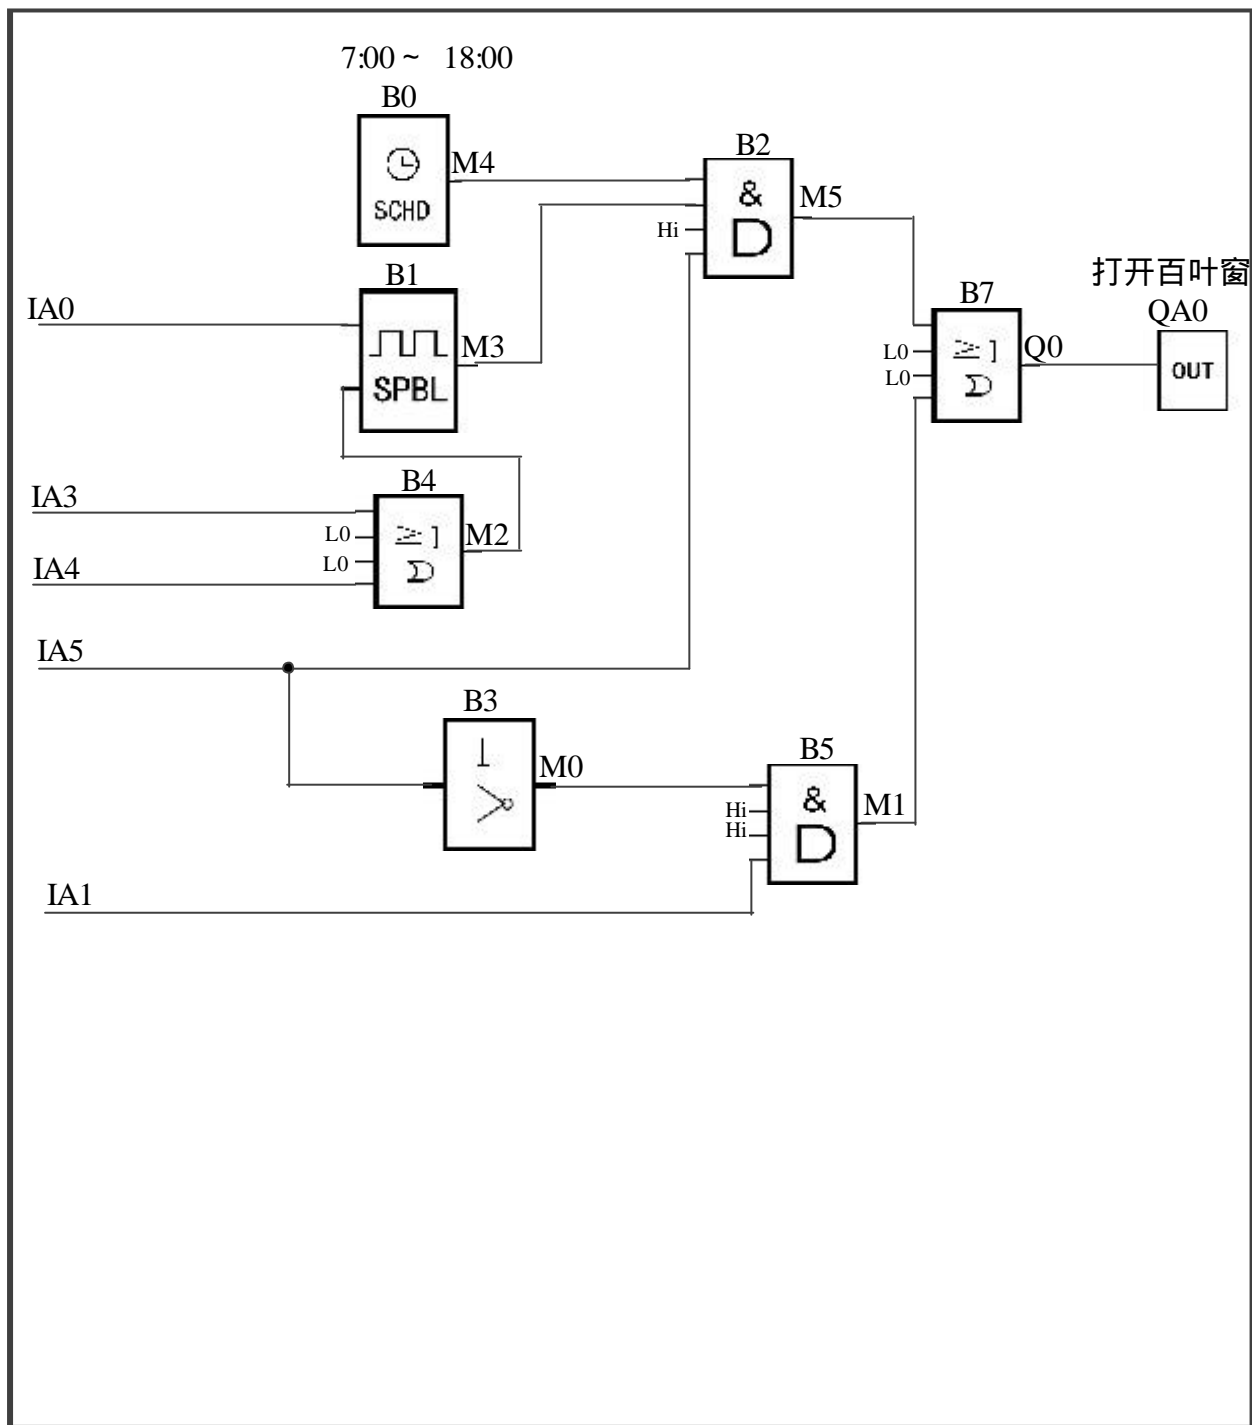 7:00 ~ 18:00
B0
M4
SCHD
B2
&
M5
Hi
打开百叶窗
B1
IA0
M3
SPBL
B7
QA0
L0
≥1
Q0
L0
OUT
B4
IA3
L0
≥1
M2
L0
IA4
IA5
B3
1
M0
B5
&
Hi
M1
Hi
IA1